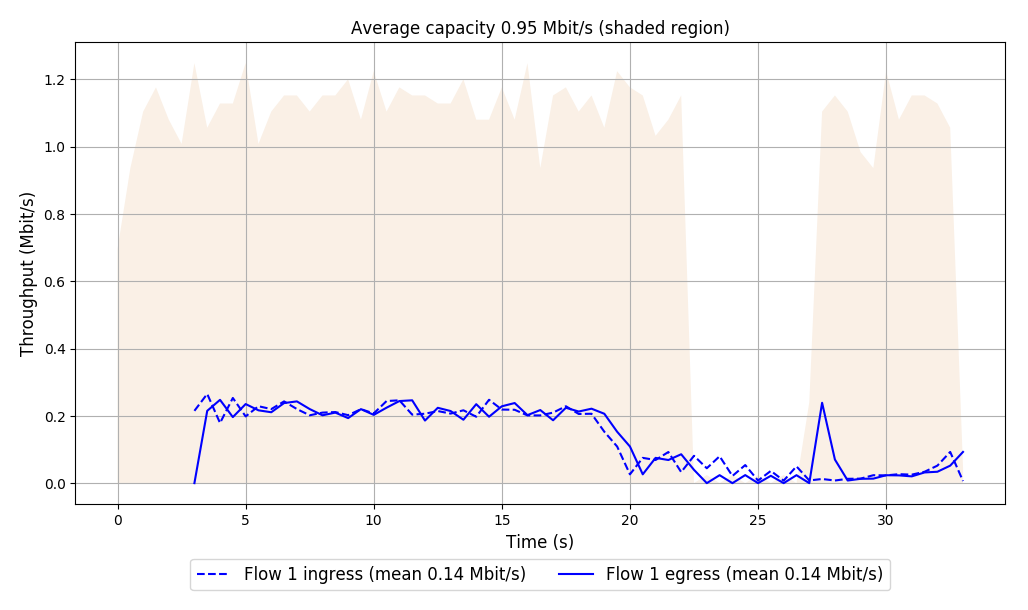 Average capacity 0.95 Mbit/s (shaded region)
Throughput (Mbit/s)
1.2
1.0
0.8
0.6
0.4
0.2
0.0
0 5 10 15 20 25 30
Time (s)
Flow 1 ingress (mean 0.14 Mbit/s) Flow 1 egress (mean 0.14 Mbit/s)